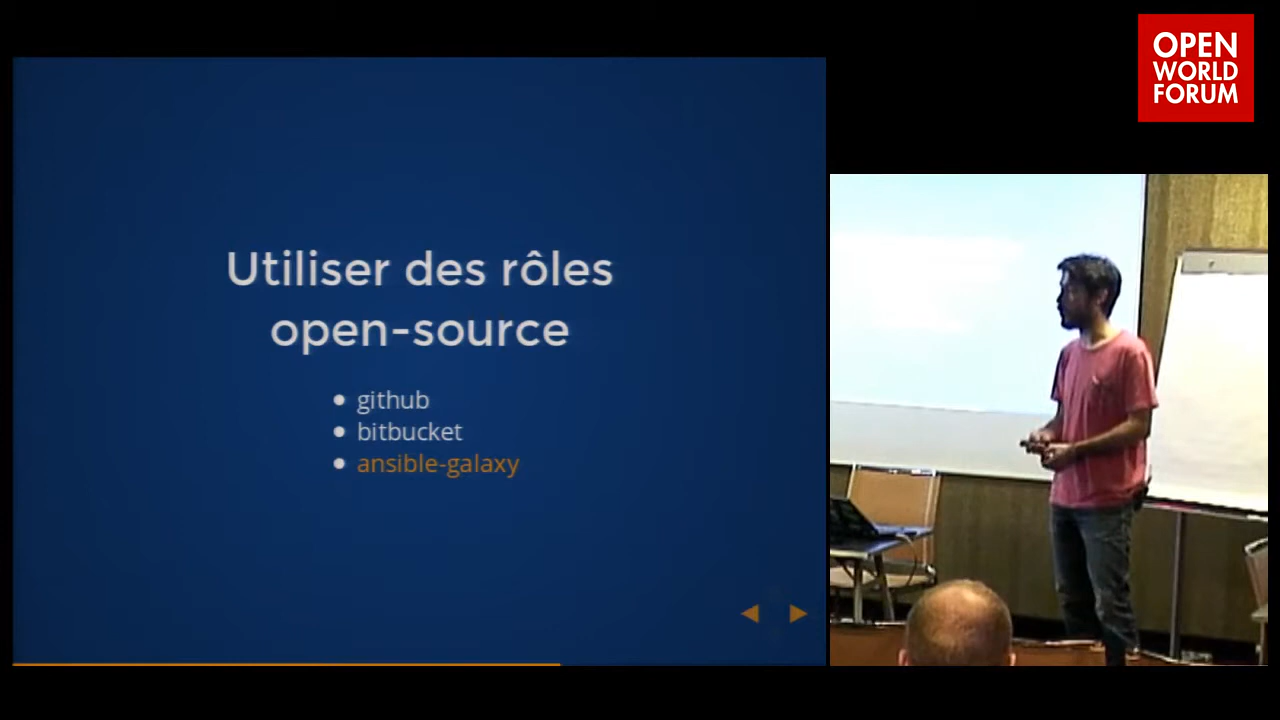 OPEN
WORLD
FORUM
Utiliser des rôles
open-source
github
bitbucket
ansible-galaxy